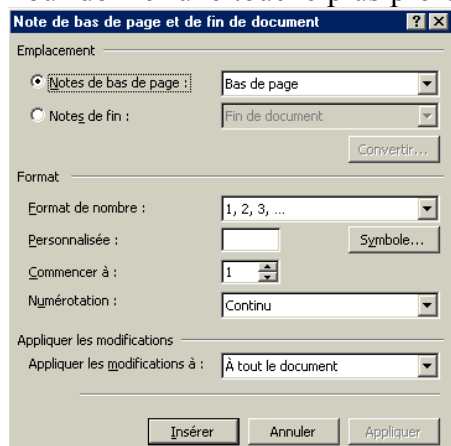 Note de bas de page et de fin de document
Emplacement
Notes de bas de page : Bas de page
Notes de fin : Fin de document
Convertir...
Format
Format de nombre : 1, 2, 3, ...
Personnalisée : Symbole...
Commencer à : 1
Numérotation : Continu
Appliquer les modifications
Appliquer les modifications à : À tout le document
Insérer Annuler Appliquer